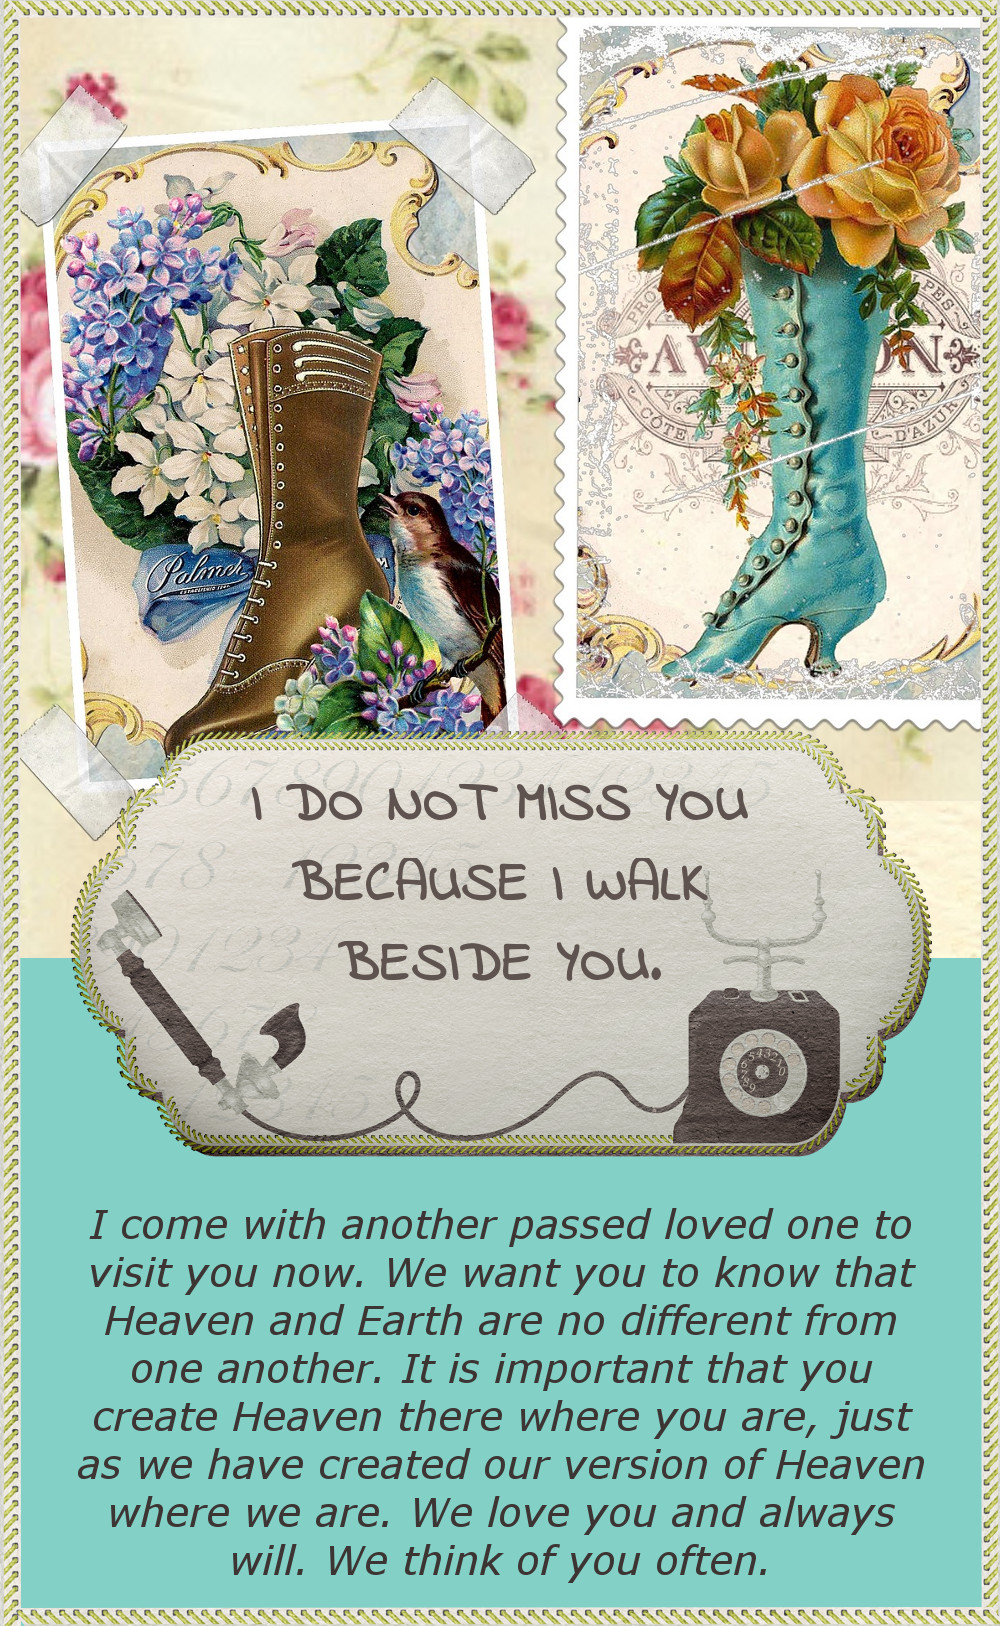 Palmer
ESTABLISHED
AV ON
CÔTE D'AZUR
I DO NOT MISS YOU
BECAUSE I WALK
BESIDE YOU.
I come with another passed loved one to
visit you now. We want you to know that
Heaven and Earth are no different from
one another. It is important that you
create Heaven there where you are, just
as we have created our version of Heaven
where we are. We love you and always
will. We think of you often.